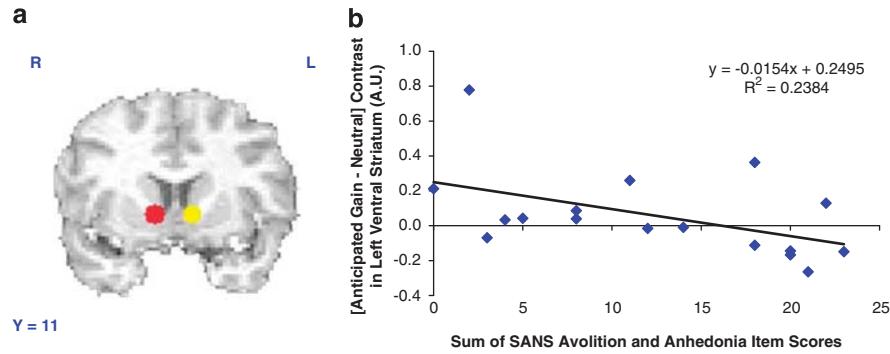 a
R
L
Y = 11
b
[Anticipated Gain - Neutral] Contrast
in Left Ventral Striatum (A.U.)
1.0
0.8
0.6
0.4
0.2
0.0
-0.2
-0.4
y = -0.0154x + 0.2495
R² = 0.2384
0
5
10
15
20
25
Sum of SANS Avolition and Anhedonia Item Scores